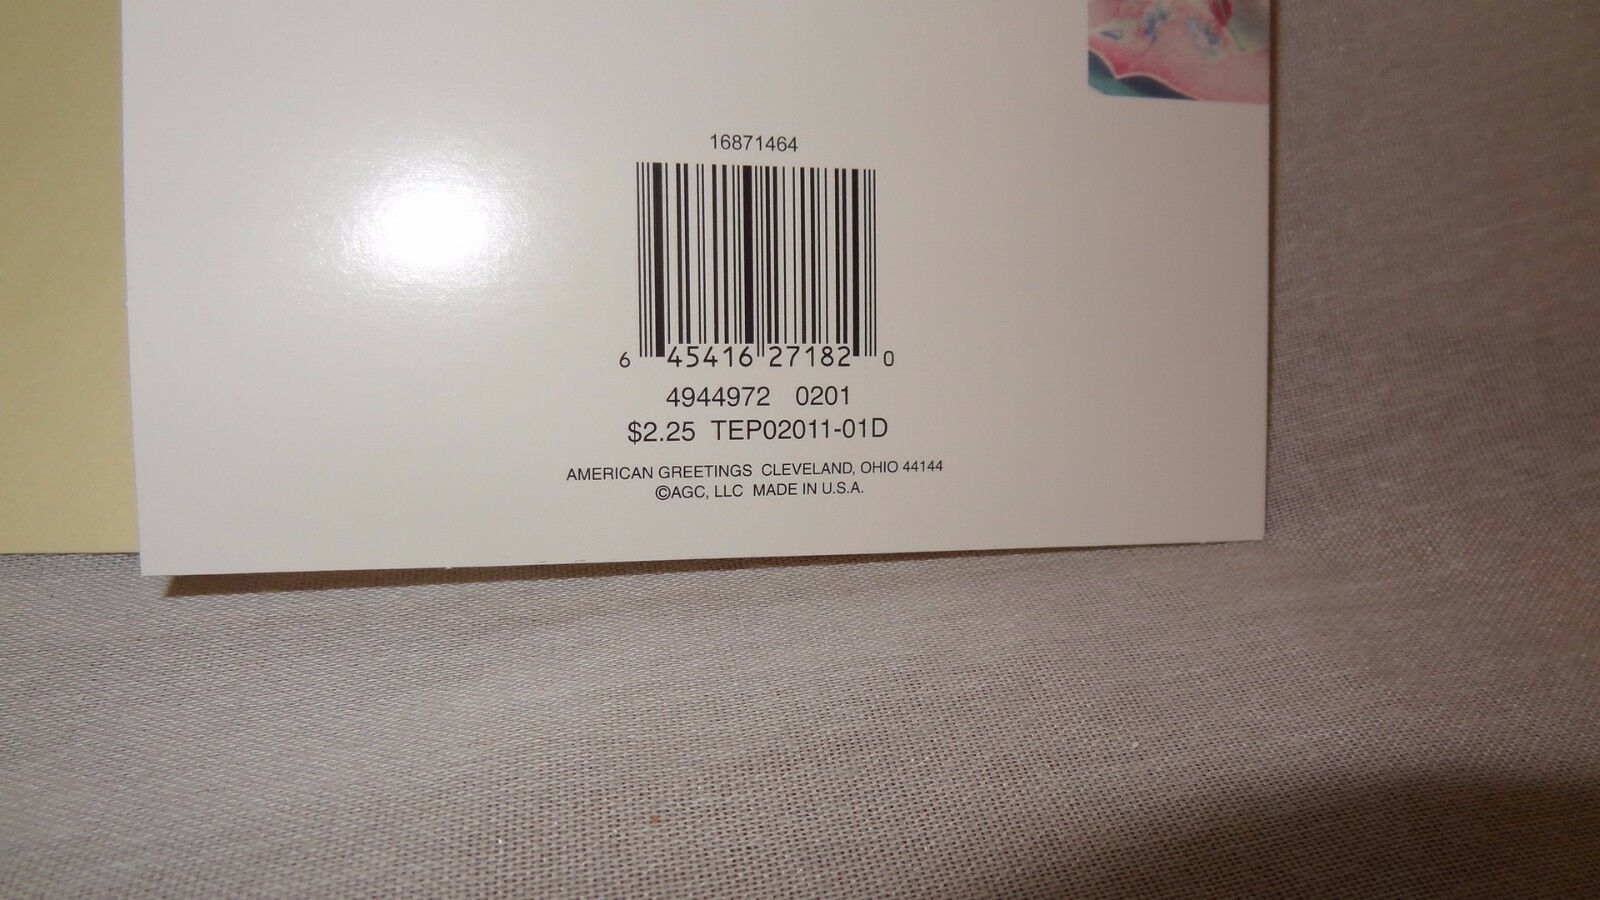 16871464
6 45416 27182 0
4944972 0201
$2.25 TEP02011-01D
AMERICAN GREETINGS CLEVELAND, OHIO 44144
©AGC, LLC MADE IN U.S.A.